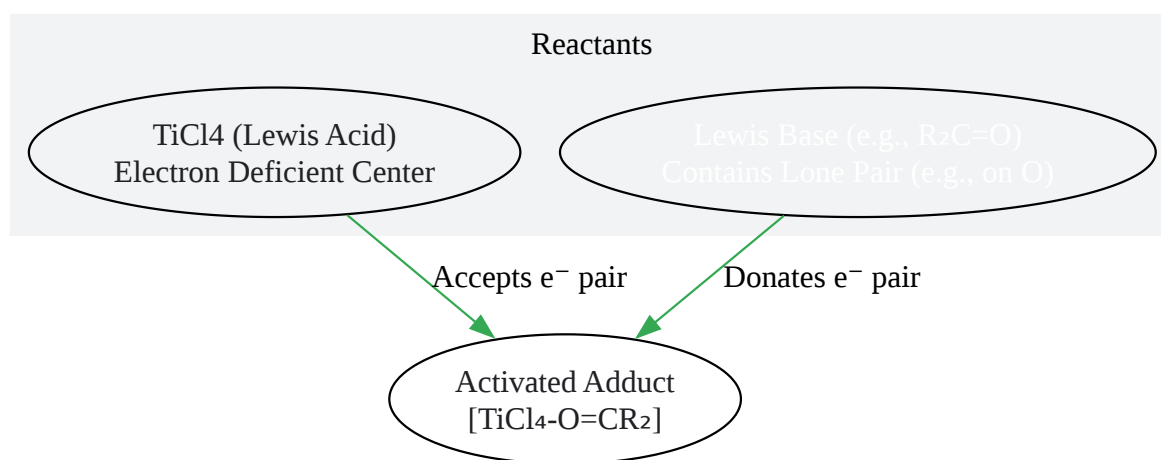 Reactants
TiCl4 (Lewis Acid)
Electron Deficient Center
Lewis Base (e.g., R₂C=O)
Contains Lone Pair (e.g., on O)
Accepts e⁻ pair
Donates e⁻ pair
Activated Adduct
[TiCl₄-O=CR₂]